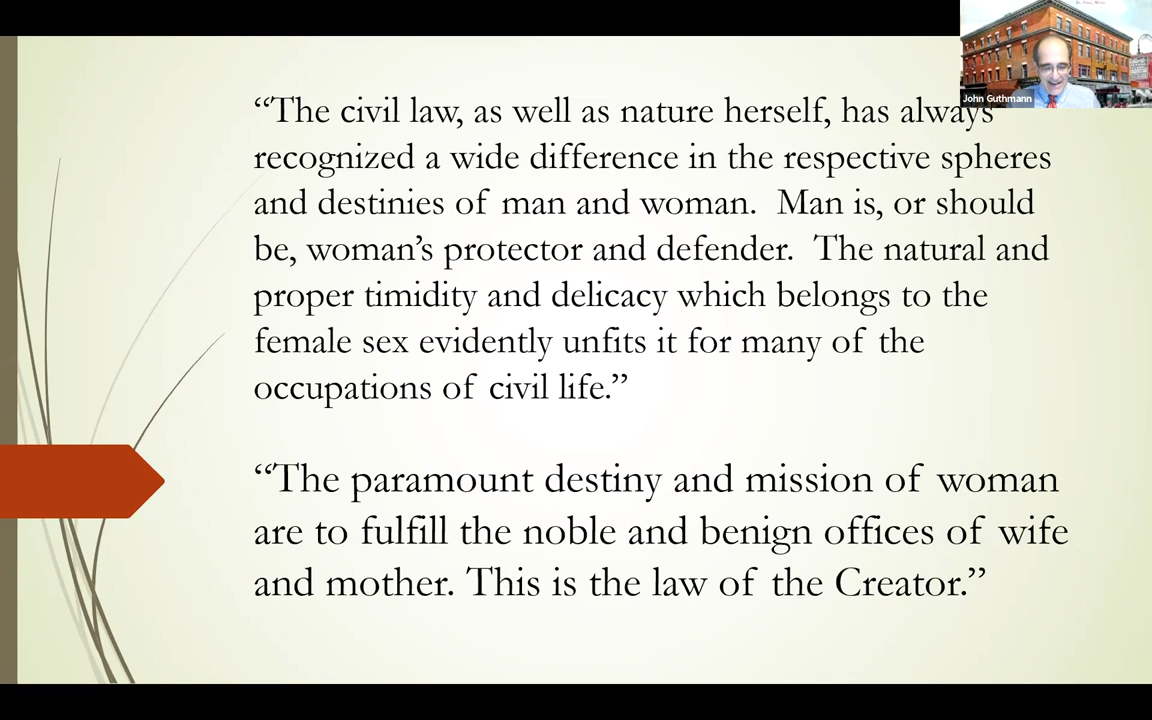 John Guthmann
“The civil law, as well as nature herself, has always
recognized a wide difference in the respective spheres
and destinies of man and woman.  Man is, or should
be, woman’s protector and defender.  The natural and
proper timidity and delicacy which belongs to the
female sex evidently unfits it for many of the
occupations of civil life.”
“The paramount destiny and mission of woman
are to fulfill the noble and benign offices of wife
and mother. This is the law of the Creator.”